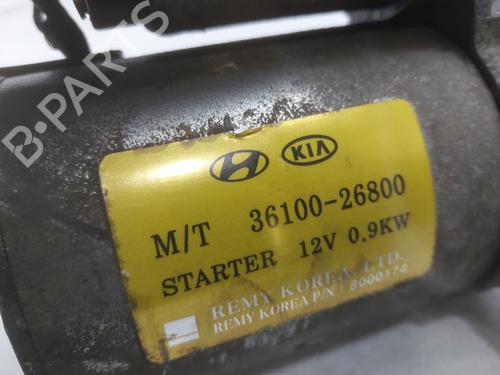 B-PARTS
KIA
M/T 36100-26800
STARTER 12V 0.9KW
REMY KOREA, LTD.
REMY KOREA P/N : 8000174